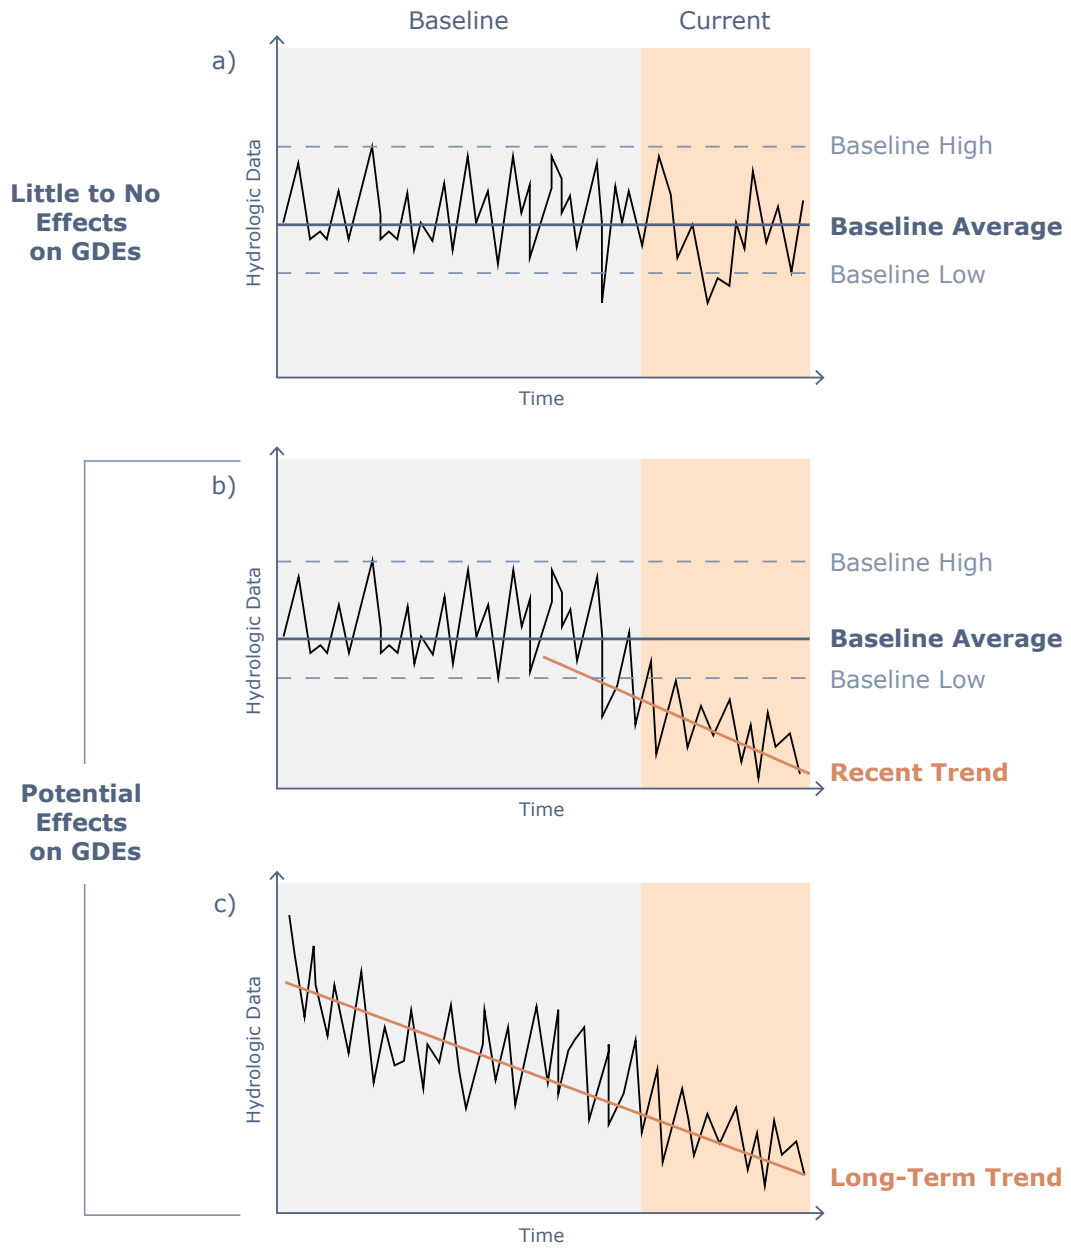 Baseline
Current
a)
Hydrologic Data
Little to No
Effects
on GDEs
Baseline High
Baseline Average
Baseline Low
Time
b)
Hydrologic Data
Baseline High
Baseline Average
Baseline Low
Recent Trend
Time
Potential
Effects
on GDEs
c)
Hydrologic Data
Long-Term Trend
Time